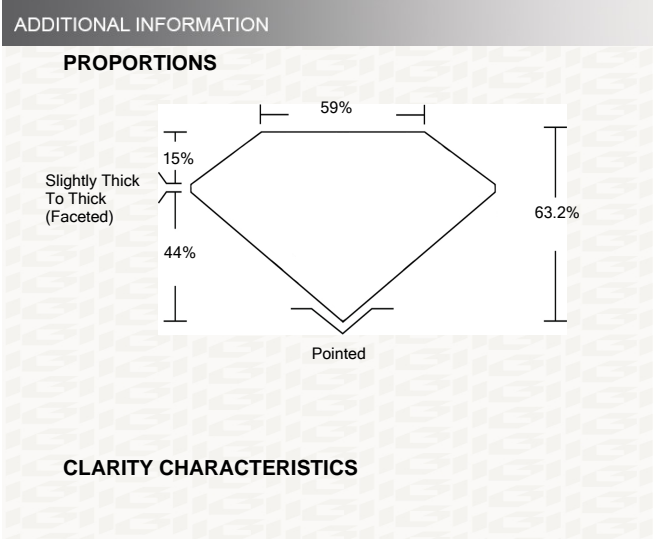 ADDITIONAL INFORMATION
PROPORTIONS
59%
15%
Slightly Thick
To Thick
(Faceted)
63.2%
44%
Pointed
CLARITY CHARACTERISTICS